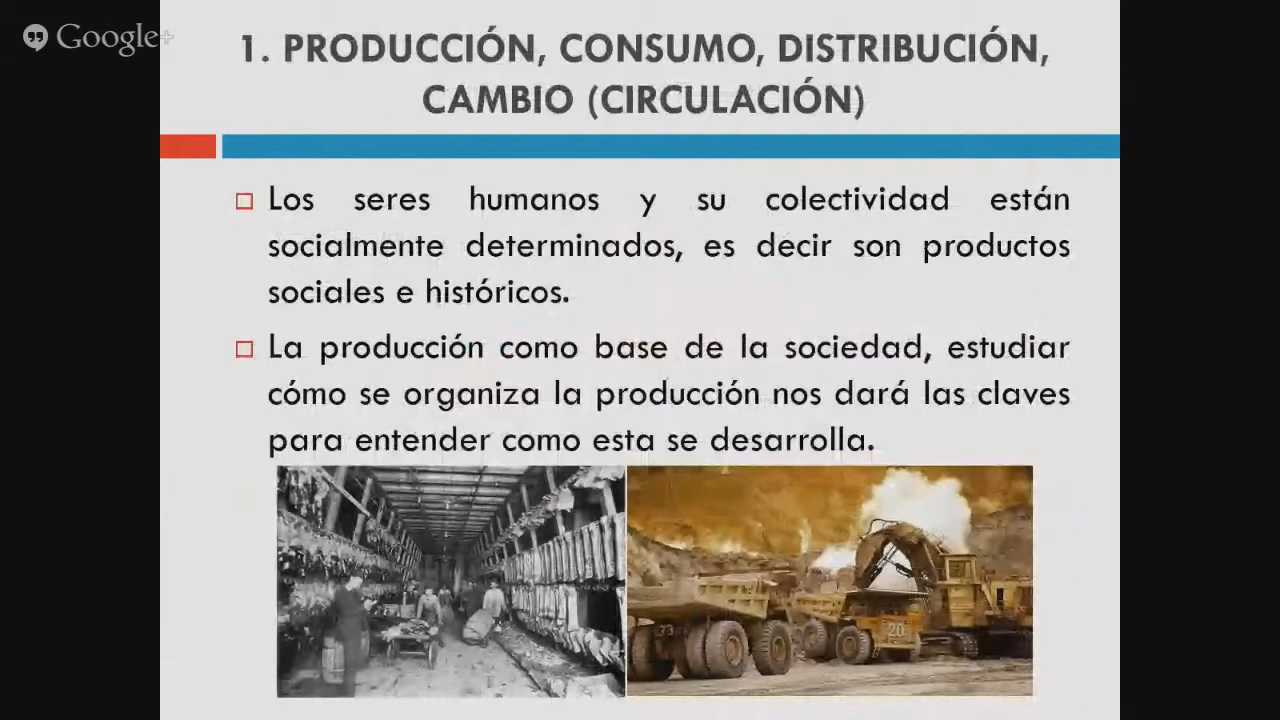 Google+
1. PRODUCCIÓN, CONSUMO, DISTRIBUCIÓN,
CAMBIO (CIRCULACIÓN)
Los seres humanos y su colectividad están
socialmente determinados, es decir son productos
sociales e históricos.
La producción como base de la sociedad, estudiar
cómo se organiza la producción nos dará las claves
para entender como esta se desarrolla.
33
20